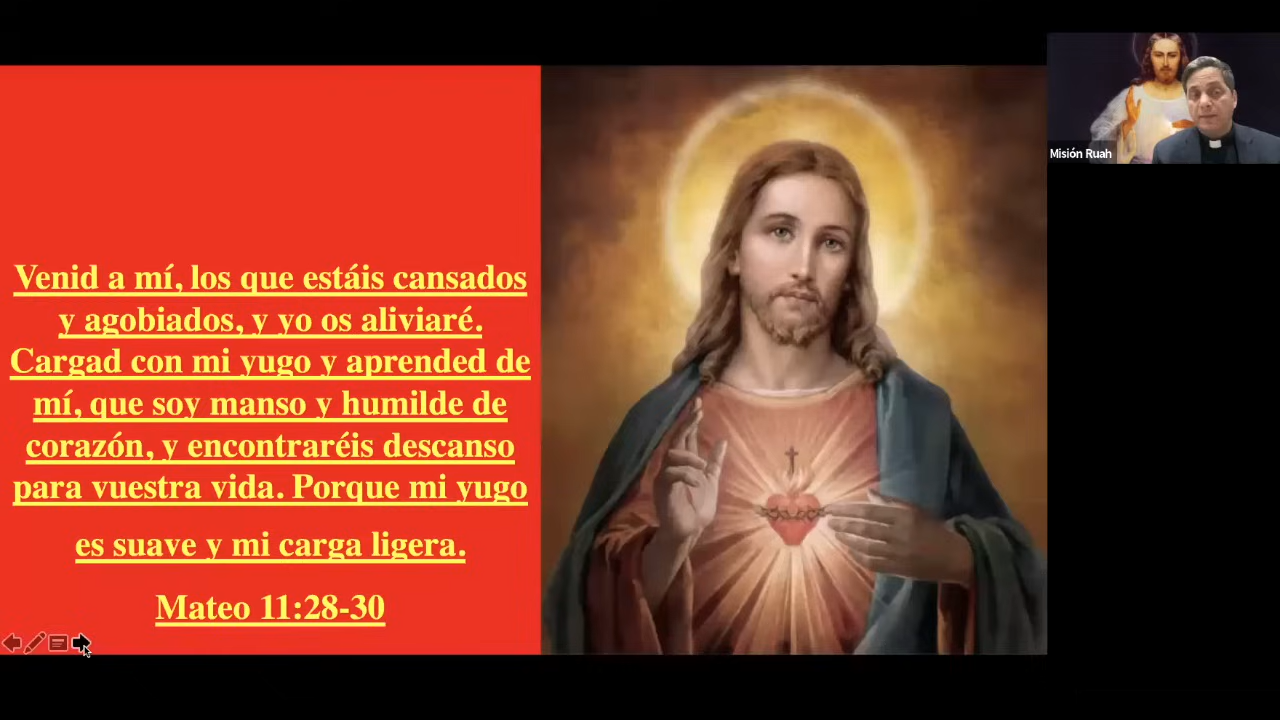 Venid a mí, los que estáis cansados
y agobiados, y yo os aliviaré.
Cargad con mi yugo y aprended de
mí, que soy manso y humilde de
corazón, y encontraréis descanso
para vuestra vida. Porque mi yugo
es suave y mi carga ligera.
Mateo 11:28-30
Misión Ruah